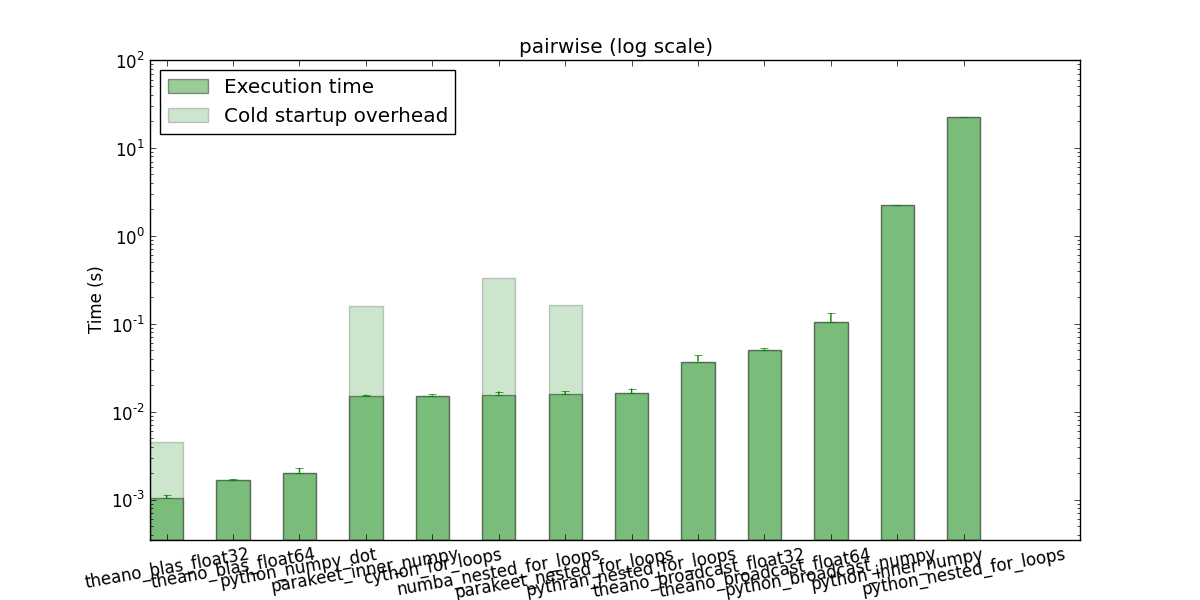 pairwise (log scale)
Execution time
Cold startup overhead
Time (s)
10²
10¹
10⁰
10⁻¹
10⁻²
10⁻³
theano_blas_float32
theano_blas_float64
python_numpy_dot
parakeet_inner_numpy
cython_for_loops
numba_nested_for_loops
parakeet_nested_for_loops
pythran_nested_for_loops
theano_broadcast_float32
theano_broadcast_float64
python_broadcast_numpy
python_inner_numpy
python_nested_for_loops